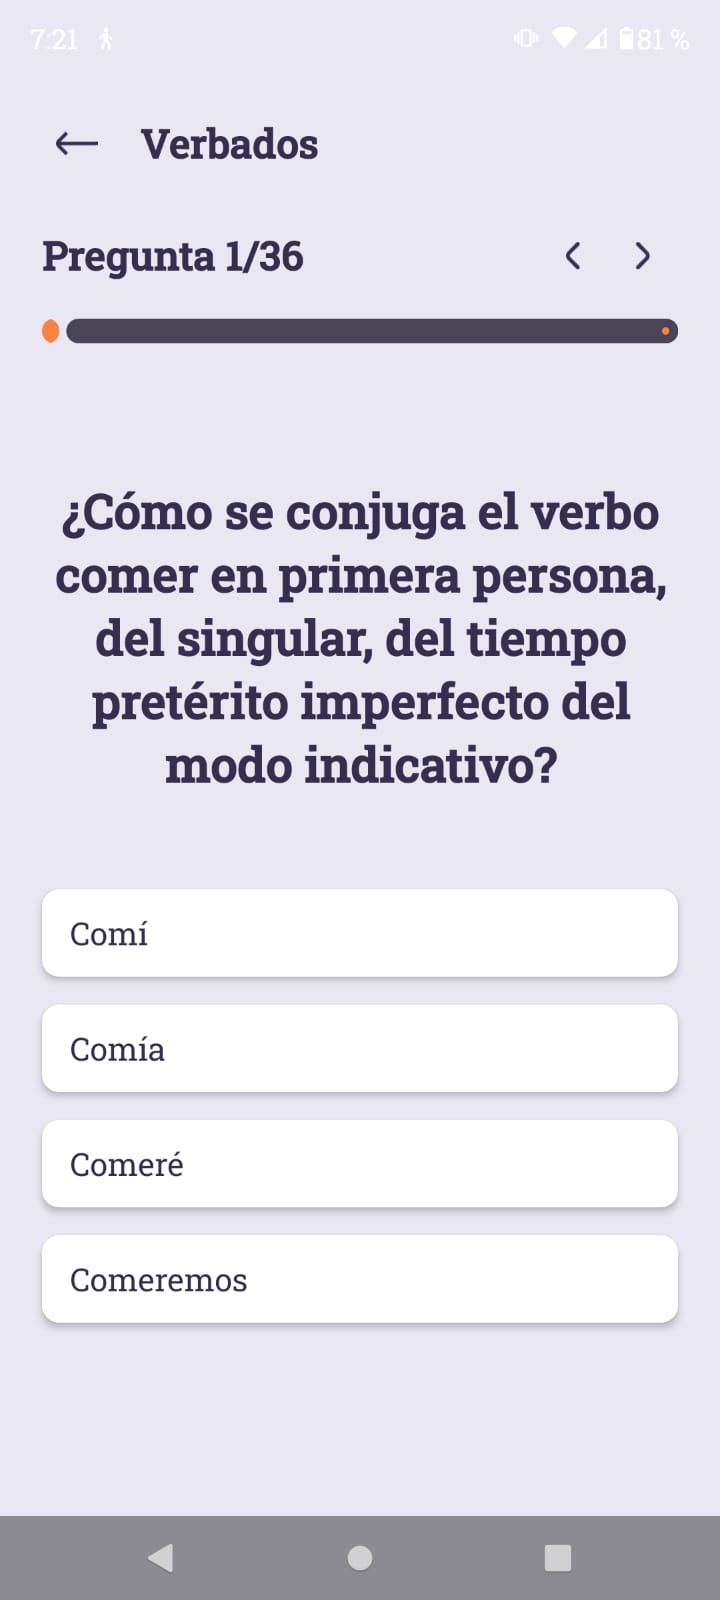 7:21 81 %
Verbados
Pregunta 1/36
¿Cómo se conjuga el verbo
comer en primera persona,
del singular, del tiempo
pretérito imperfecto del
modo indicativo?
Comí
Comía
Comeré
Comeremos